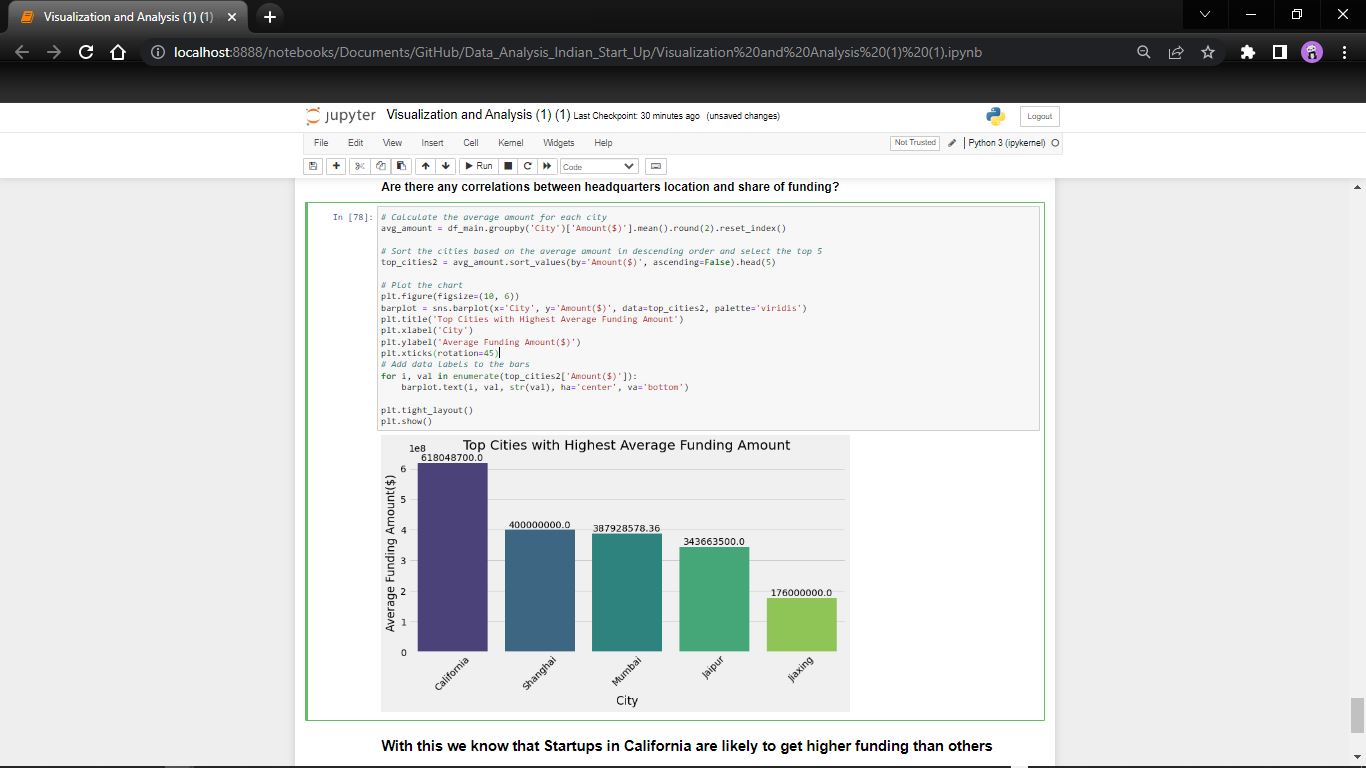 Visualization and Analysis (1) (1)
localhost:8888/notebooks/Documents/GitHub/Data_Analysis_Indian_Start_Up/Visualization%20and%20Analysis%20(1)%20(1).ipynb
jupyter Visualization and Analysis (1) (1) Last Checkpoint: 30 minutes ago (unsaved changes)
Logout
File Edit View Insert Cell Kernel Widgets Help
Not Trusted
Python 3 (ipykernel)
Run
Code
Are there any correlations between headquarters location and share of funding?
In [78]:
# Calculate the average amount for each city
avg_amount = df_main.groupby('City')['Amount($)'].mean().round(2).reset_index()
# Sort the cities based on the average amount in descending order and select the top 5
top_cities2 = avg_amount.sort_values(by='Amount($)', ascending=False).head(5)
# Plot the chart
plt.figure(figsize=(10, 6))
barplot = sns.barplot(x='City', y='Amount($)', data=top_cities2, palette='viridis')
plt.title('Top Cities with Highest Average Funding Amount')
plt.xlabel('City')
plt.ylabel('Average Funding Amount($)')
plt.xticks(rotation=45)
# Add data labels to the bars
for i, val in enumerate(top_cities2['Amount($)']):
    barplot.text(i, val, str(val), ha='center', va='bottom')
plt.tight_layout()
plt.show()
Top Cities with Highest Average Funding Amount
1e8
618048700.0
400000000.0
387928578.36
343663500.0
176000000.0
6
5
4
3
2
1
0
Average Funding Amount($)
California
Shanghai
Mumbai
Jaipur
Jiaxing
City
With this we know that Startups in California are likely to get higher funding than others